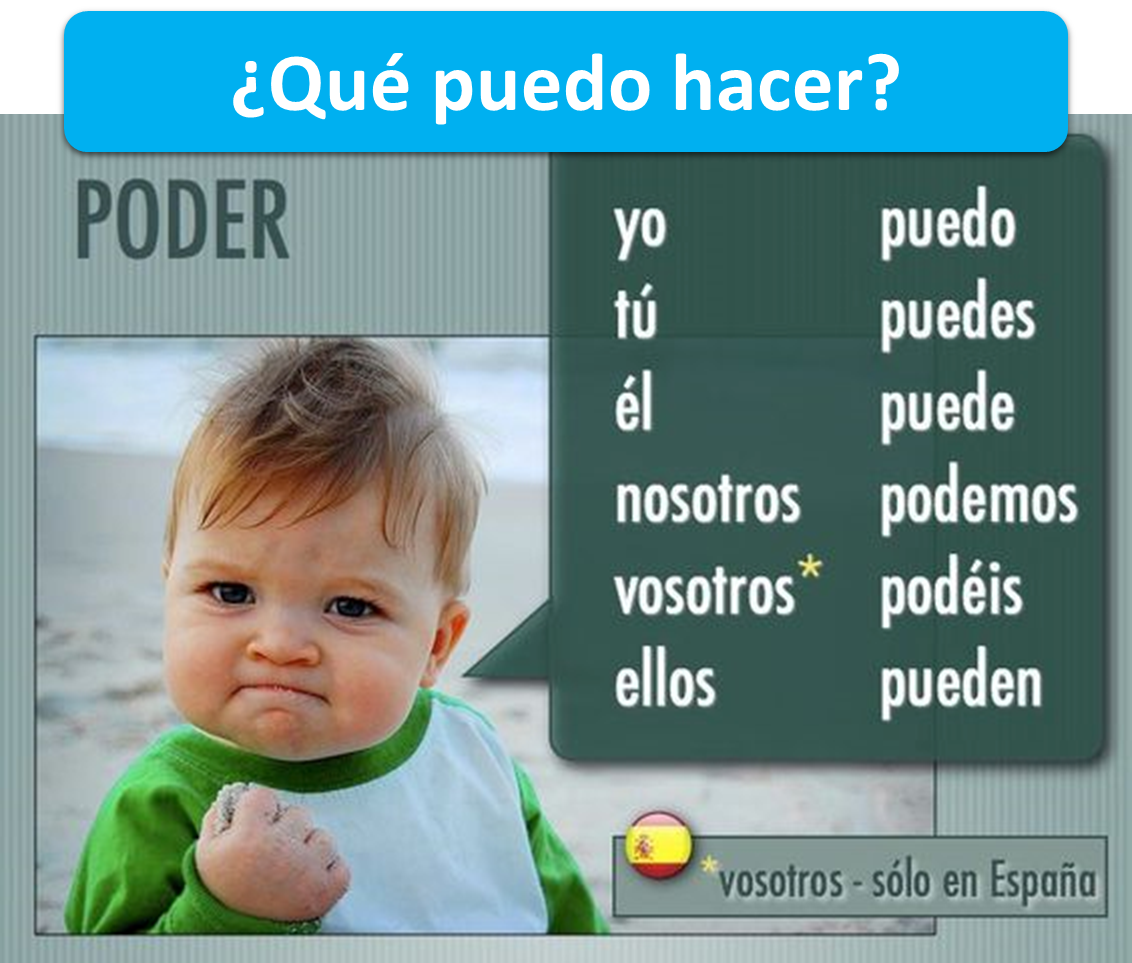 ¿Qué puedo hacer?
PODER
yo puedo
tú puedes
él puede
nosotros podemos
vosotros* podéis
ellos pueden
*vosotros - sólo en España